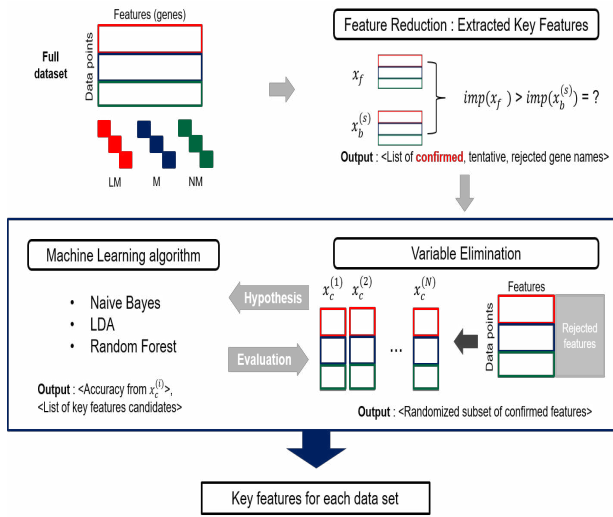 Features (genes)
Full
dataset
Data points
LM
M
NM
Feature Reduction : Extracted Key Features
x_f
x_b^{(s)}
imp(x_f) > imp(x_b^{(s)}) = ?
Output : <List of confirmed, tentative, rejected gene names>
Machine Learning algorithm
• Naive Bayes
• LDA
• Random Forest
Output : <Accuracy from x_c^{(i)}>,
<List of key features candidates>
Hypothesis
Evaluation
Variable Elimination
x_c^{(1)} x_c^{(2)} x_c^{(N)}
...
Features
Data points
Rejected
features
Output : <Randomized subset of confirmed features>
Key features for each data set